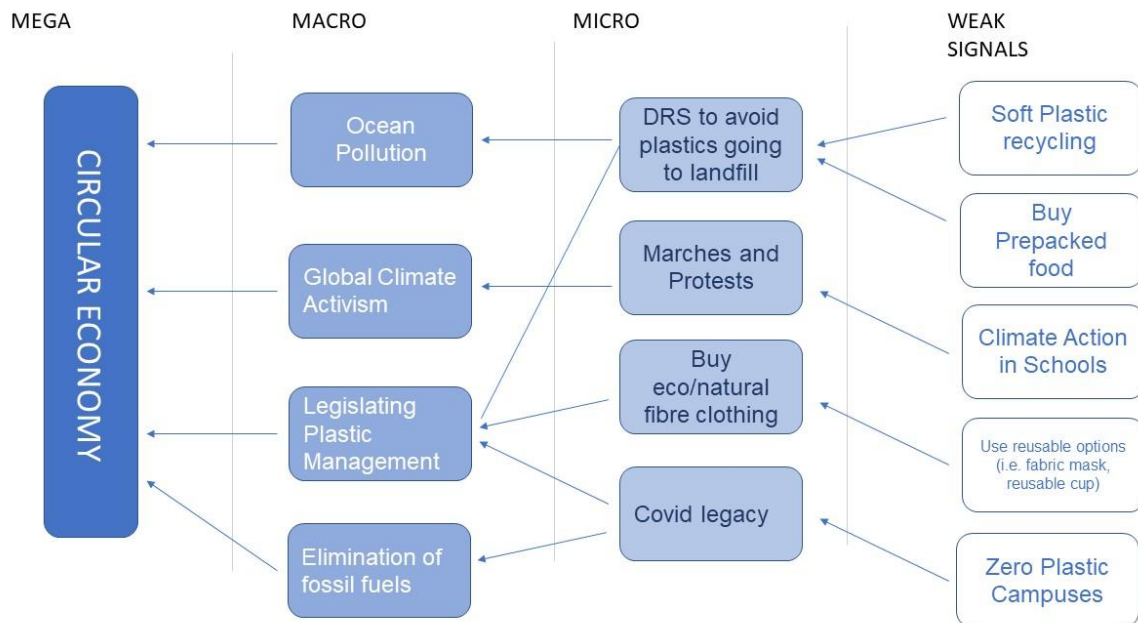 MEGA
MACRO
MICRO
WEAK
SIGNALS
CIRCULAR ECONOMY
Ocean
Pollution
Global Climate
Activism
Legislating
Plastic
Management
Elimination of
fossil fuels
DRS to avoid
plastics going
to landfill
Marches and
Protests
Buy
eco/natural
fibre clothing
Covid legacy
Soft Plastic
recycling
Buy
Prepacked
food
Climate Action
in Schools
Use reusable options
(i.e. fabric mask,
reusable cup)
Zero Plastic
Campuses